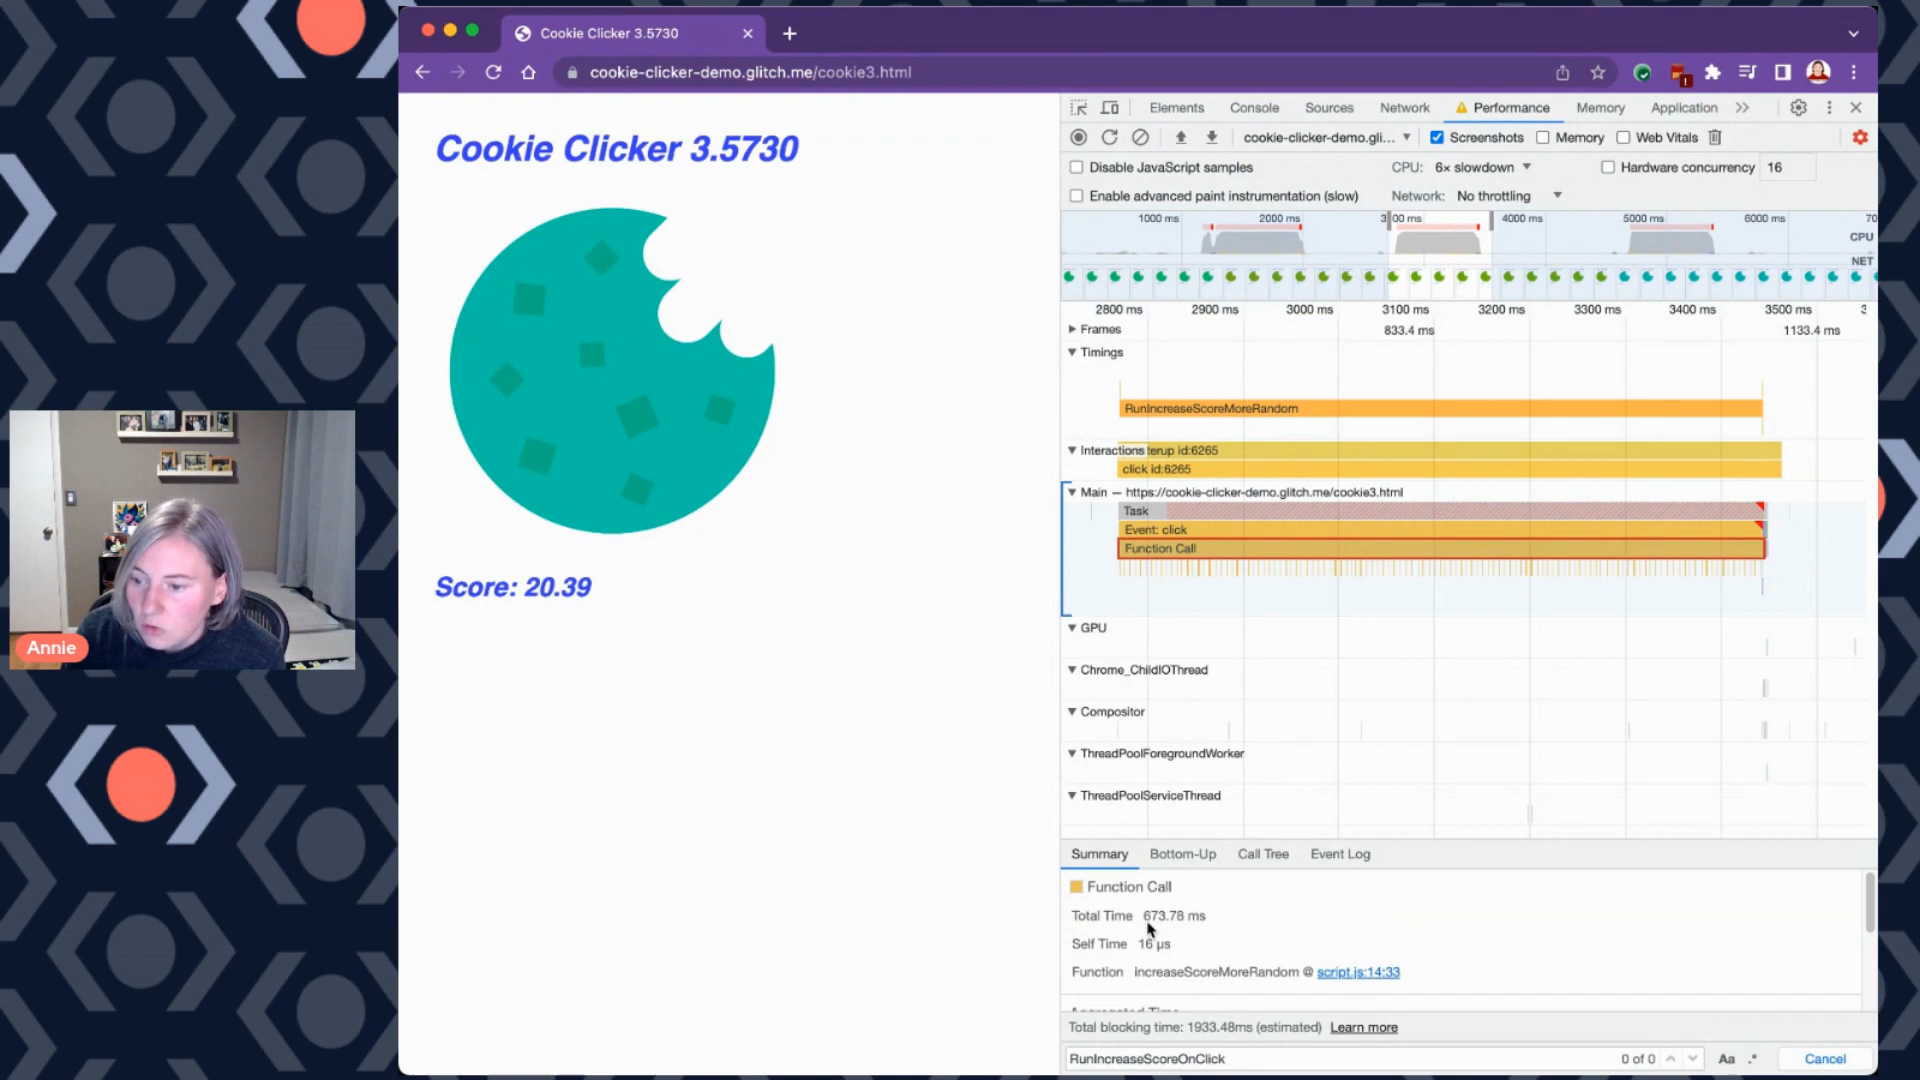 Cookie Clicker 3.5730
cookie-clicker-demo.glitch.me/cookie3.html
Cookie Clicker 3.5730
Score: 20.39
Annie
Elements Console Sources Network Performance Memory Application
cookie-clicker-demo.gli... Screenshots Memory Web Vitals
Disable JavaScript samples CPU: 6× slowdown Hardware concurrency 16
Enable advanced paint instrumentation (slow) Network: No throttling
1000 ms 2000 ms 4000 ms 5000 ms 6000 ms 70
CPU
NET
2800 ms 2900 ms 3000 ms 3100 ms 3200 ms 3300 ms 3400 ms 3500 ms 3
Frames 833.4 ms 1133.4 ms
Timings
RunIncreaseScoreMoreRandom
Interactions terup id:6265
click id:6265
Main — https://cookie-clicker-demo.glitch.me/cookie3.html
Task
Event: click
Function Call
GPU
Chrome_ChildIOThread
Compositor
ThreadPoolForegroundWorker
ThreadPoolServiceThread
Summary Bottom-Up Call Tree Event Log
Function Call
Total Time 673.78 ms
Self Time 16 μs
Function increaseScoreMoreRandom @ script.js:14:33
Aggregated Time
Total blocking time: 1933.48ms (estimated) Learn more
RunIncreaseScoreOnClick 0 of 0 Aa .* Cancel